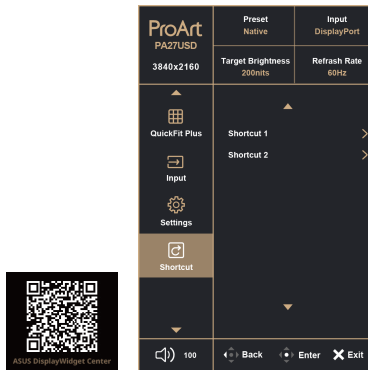 ProArt
PA27USD
3840x2160
Preset
Native
Input
DisplayPort
Target Brightness
200nits
Refrash Rate
60Hz
QuickFit Plus
Input
Settings
Shortcut
Shortcut 1
Shortcut 2
100
Back
Enter
Exit
ASUS DisplayWidget Center